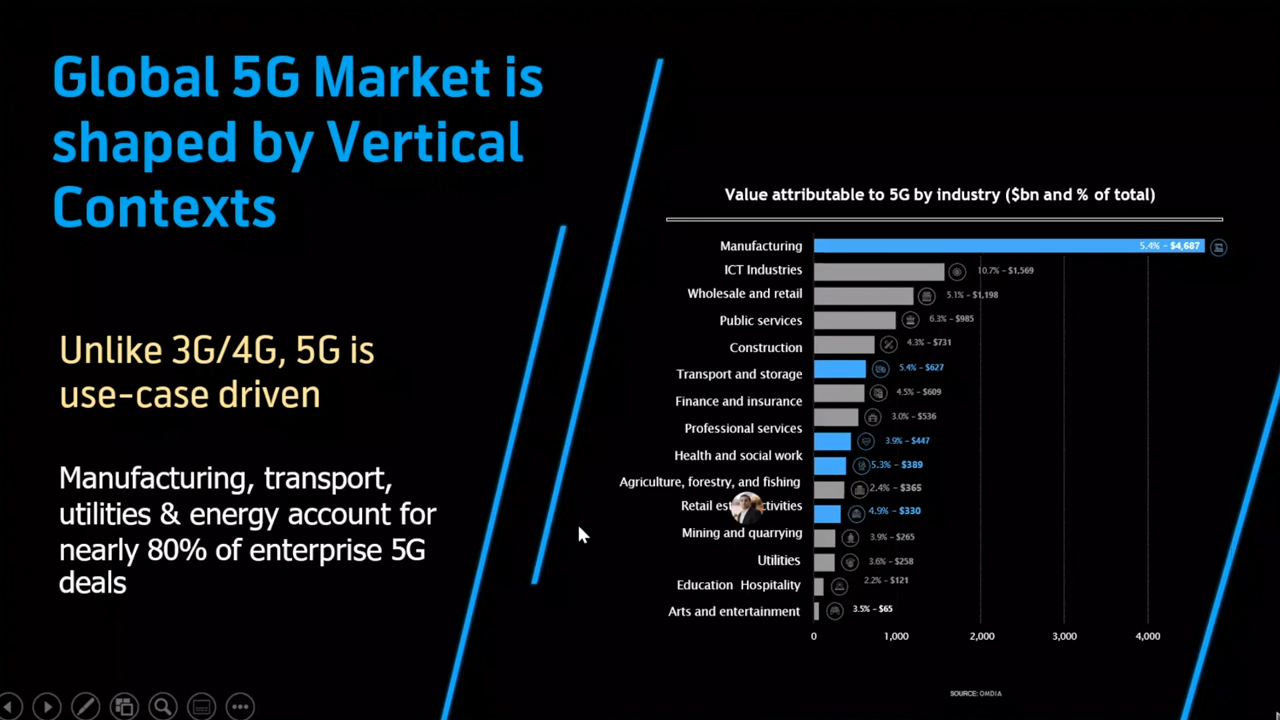 Global 5G Market is
shaped by Vertical
Contexts
Unlike 3G/4G, 5G is
use-case driven
Manufacturing, transport,
utilities & energy account for
nearly 80% of enterprise 5G
deals
Value attributable to 5G by industry ($bn and % of total)
Manufacturing 5.4% – $4,687
ICT Industries 10.7% – $1,569
Wholesale and retail 5.1% – $1,198
Public services 6.3% – $985
Construction 4.3% – $731
Transport and storage 5.4% – $627
Finance and insurance 4.5% – $609
Professional services 3.0% – $536
Health and social work 3.9% – $447
5.3% – $389
Agriculture, forestry, and fishing 2.4% – $365
Retail 4.9% – $330
Mining and quarrying 3.9% – $265
Utilities 3.6% – $258
Education Hospitality 2.2% – $121
Arts and entertainment 3.5% – $65
0 1,000 2,000 3,000 4,000
SOURCE: OMDIA